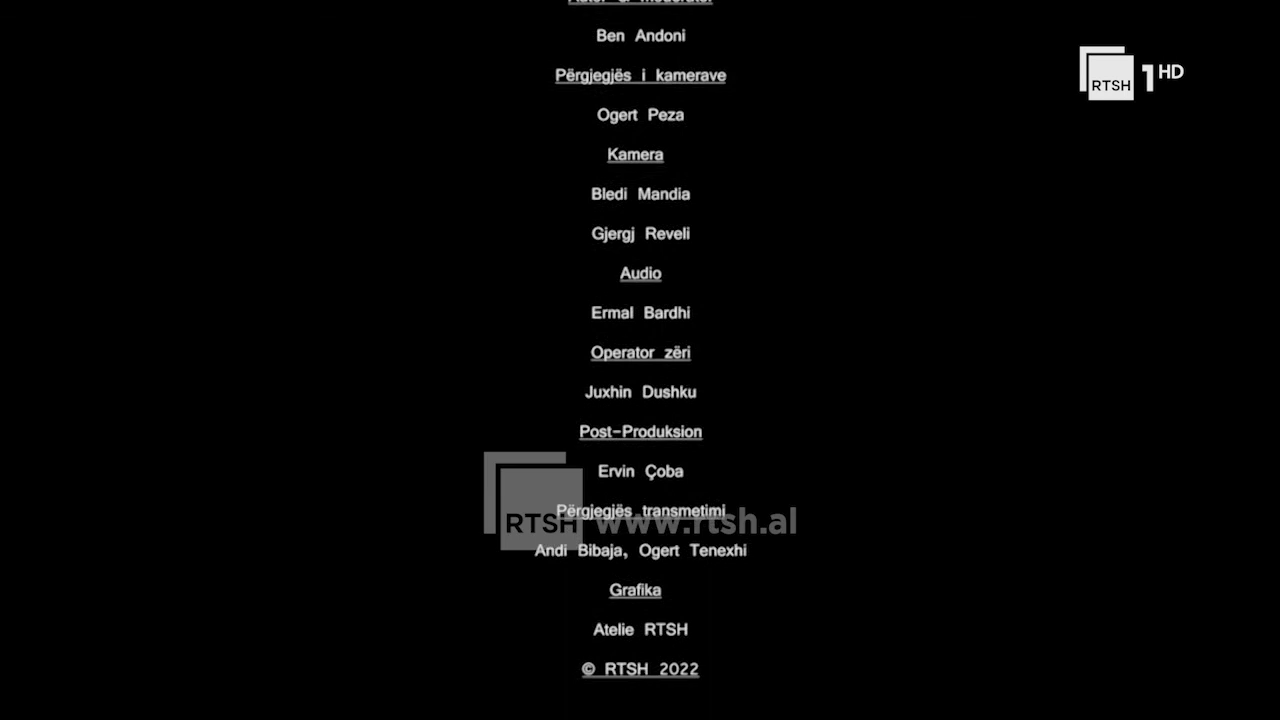 Autor & Moderator
Ben Andoni
Përgjegjës i kamerave
Ogert Peza
Kamera
Bledi Mandia
Gjergj Reveli
Audio
Ermal Bardhi
Operator zëri
Juxhin Dushku
Post-Produksion
Ervin Çoba
Përgjegjës transmetimi
Andi Bibaja, Ogert Tenexhi
Grafika
Atelie RTSH
© RTSH 2022
RTSH 1 HD
RTSH www.rtsh.al